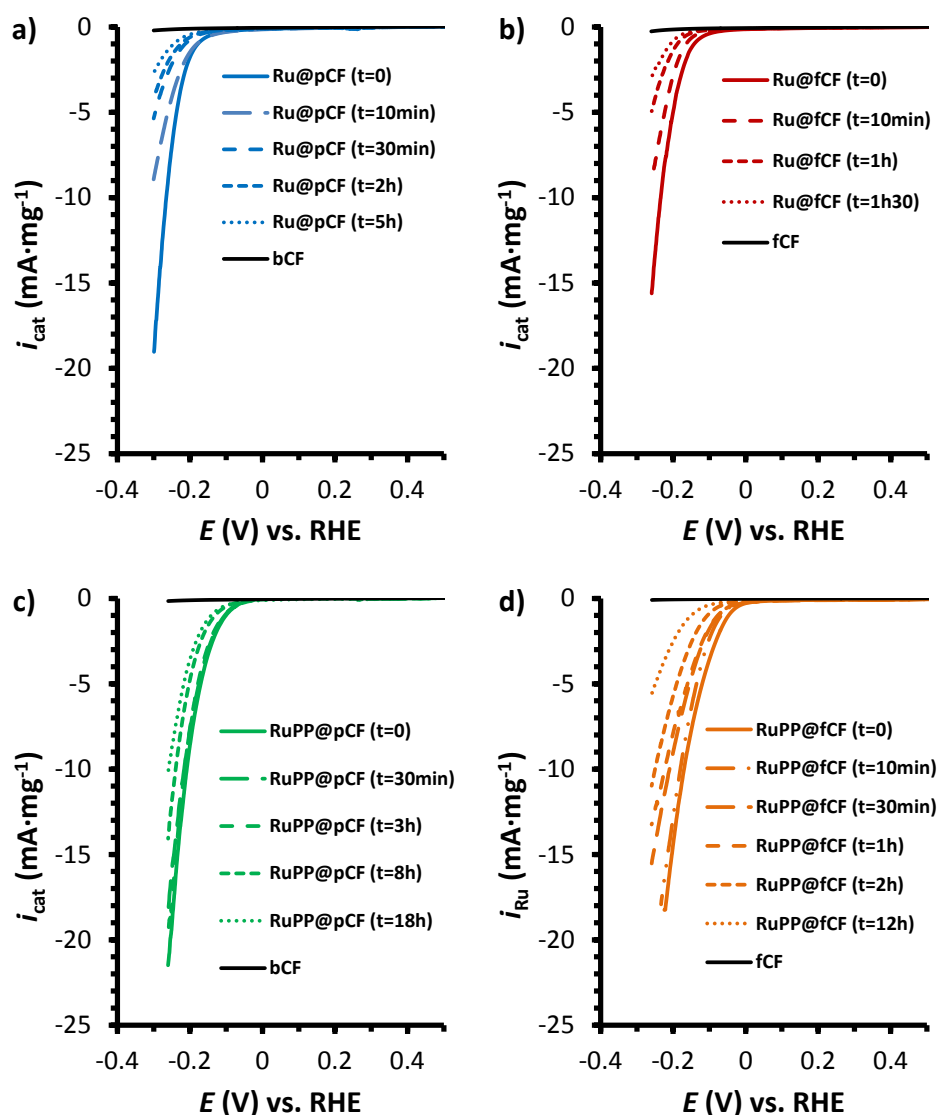 a)
0
-5
-10
-15
-20
-25
i_cat (mA·mg⁻¹)
Ru@pCF (t=0)
Ru@pCF (t=10min)
Ru@pCF (t=30min)
Ru@pCF (t=2h)
Ru@pCF (t=5h)
bCF
-0.4 -0.2 0 0.2 0.4
E (V) vs. RHE
b)
0
-5
-10
-15
-20
-25
i_cat (mA·mg⁻¹)
Ru@fCF (t=0)
Ru@fCF (t=10min)
Ru@fCF (t=1h)
Ru@fCF (t=1h30)
fCF
-0.4 -0.2 0 0.2 0.4
E (V) vs. RHE
c)
0
-5
-10
-15
-20
-25
i_cat (mA·mg⁻¹)
RuPP@pCF (t=0)
RuPP@pCF (t=30min)
RuPP@pCF (t=3h)
RuPP@pCF (t=8h)
RuPP@pCF (t=18h)
bCF
-0.4 -0.2 0 0.2 0.4
E (V) vs. RHE
d)
0
-5
-10
-15
-20
-25
i_Ru (mA·mg⁻¹)
RuPP@fCF (t=0)
RuPP@fCF (t=10min)
RuPP@fCF (t=30min)
RuPP@fCF (t=1h)
RuPP@fCF (t=2h)
RuPP@fCF (t=12h)
fCF
-0.4 -0.2 0 0.2 0.4
E (V) vs. RHE